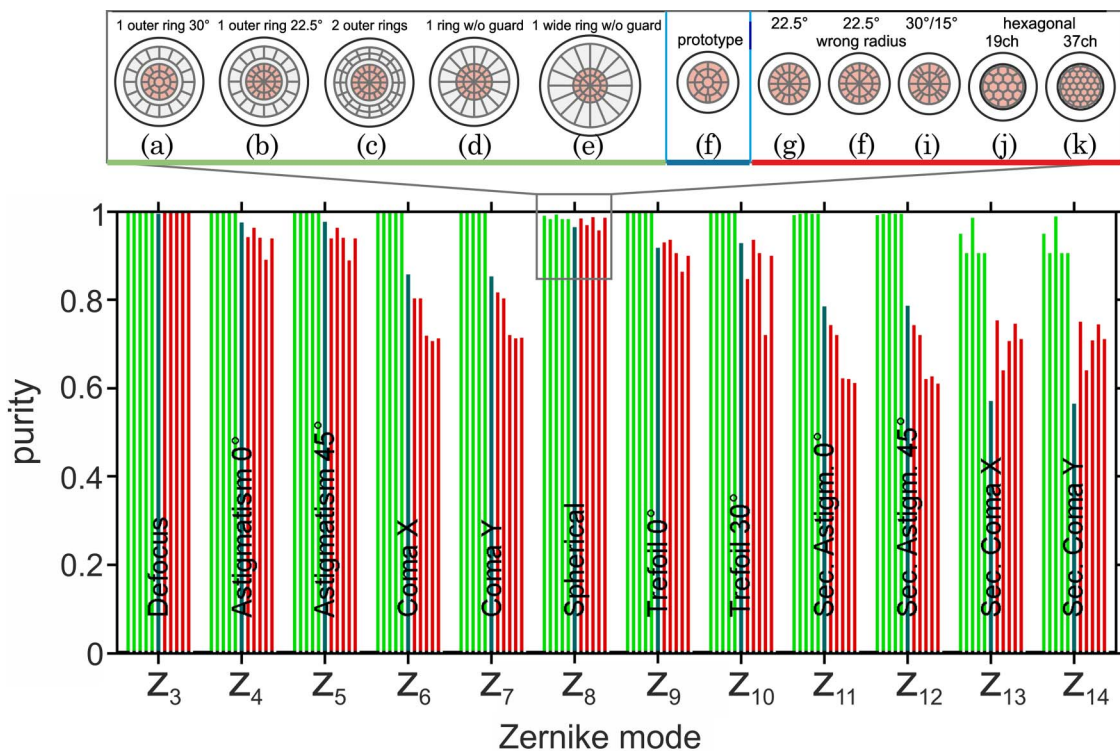 1 outer ring 30° 1 outer ring 22.5° 2 outer rings 1 ring w/o guard 1 wide ring w/o guard
prototype
22.5° 22.5° 30°/15° hexagonal
wrong radius 19ch 37ch
(a) (b) (c) (d) (e) (f) (g) (f) (i) (j) (k)
purity
1
0.8
0.6
0.4
0.2
0
Defocus
Astigmatism 0°
Astigmatism 45°
Coma X
Coma Y
Spherical
Trefoil 0°
Trefoil 30°
Sec. Astigm. 0°
Sec. Astigm. 45°
Sec. Coma X
Sec. Coma Y
Z3 Z4 Z5 Z6 Z7 Z8 Z9 Z10 Z11 Z12 Z13 Z14
Zernike mode